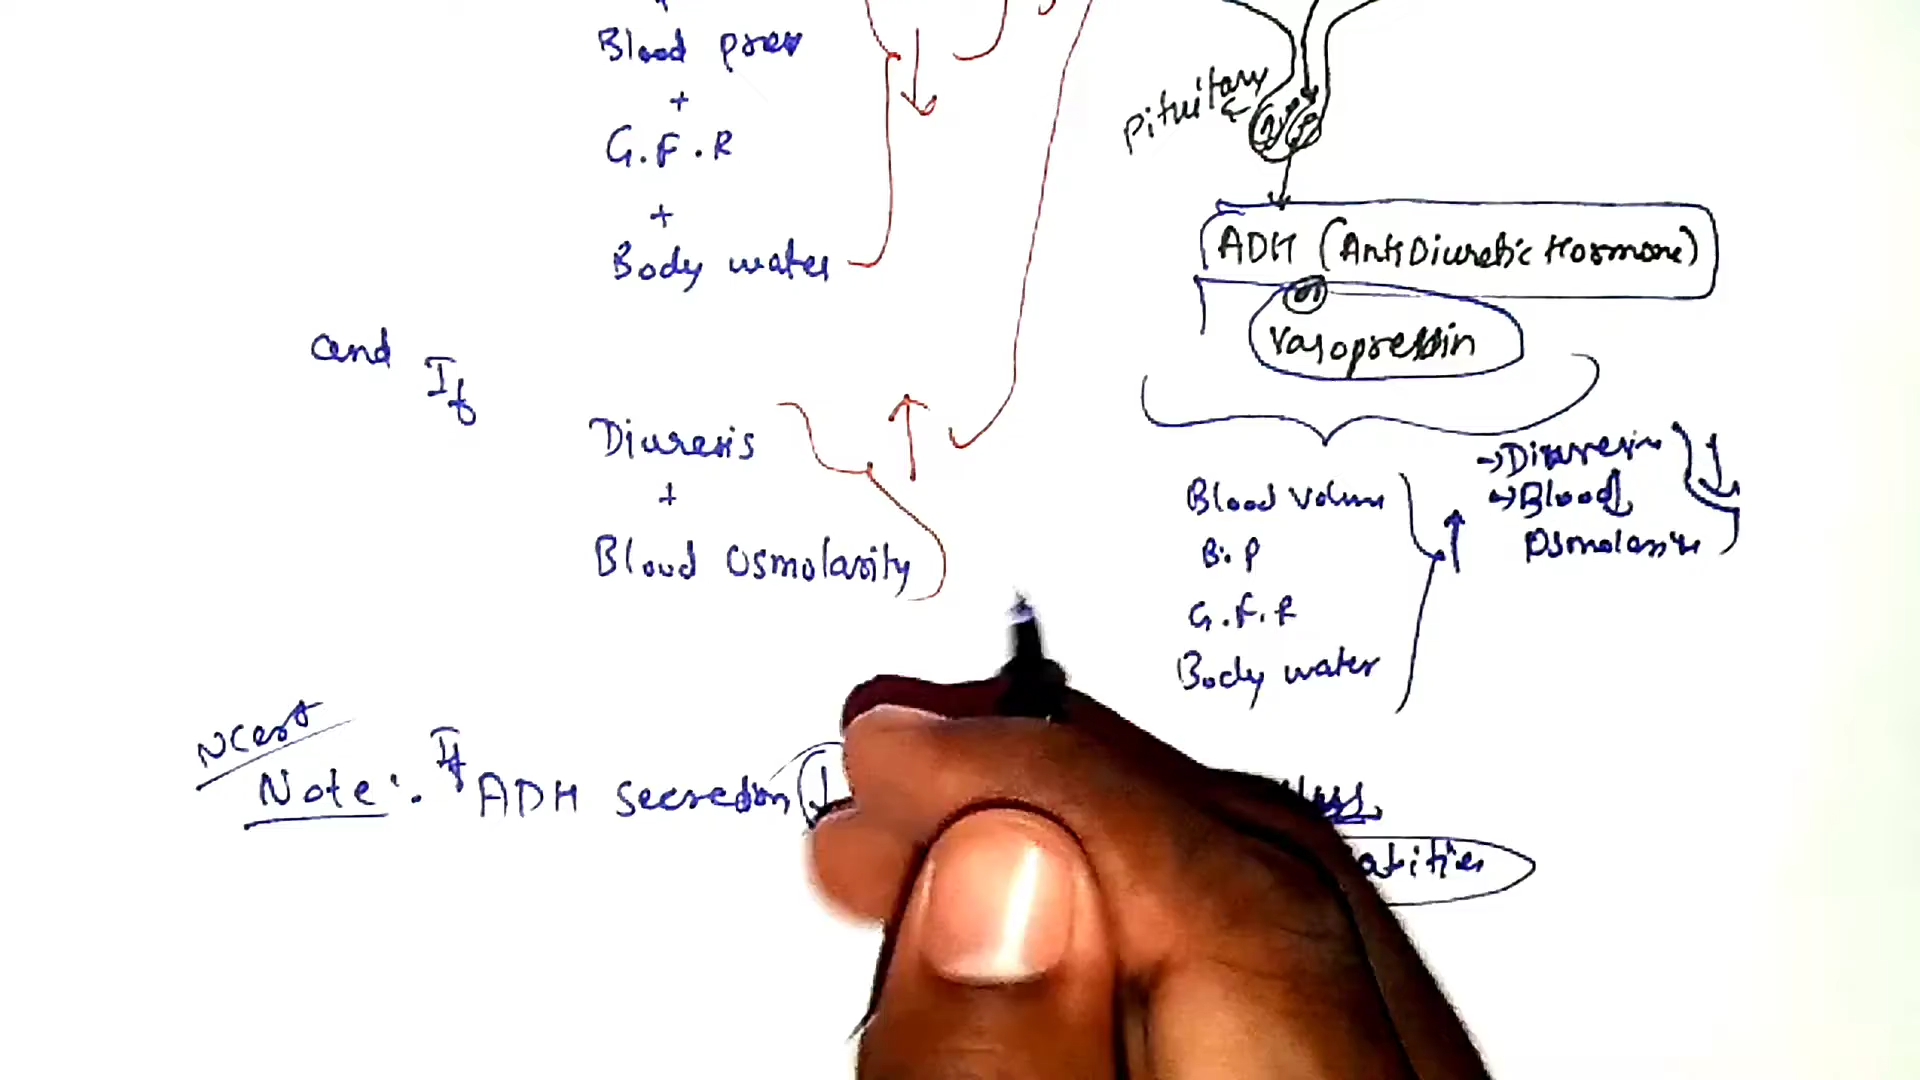 Blood pres
+
G.F.R
+
Body water
and If
Diuresis
+
Blood Osmolarity
Pituitary
ADH (AntiDiuretic Hormone)
or
Vasopressin
→Diuresis
→Blood
Osmolarity
Blood Volume
B.P
G.F.R
Body water
NCert
Note:. If ADH secretion ↓